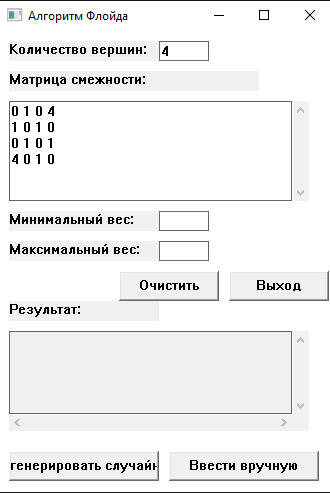 Алгоритм Флойда
Количество вершин: 4
Матрица смежности:
0 1 0 4
1 0 1 0
0 1 0 1
4 0 1 0
Минимальный вес:
Максимальный вес:
Очистить Выход
Результат:
генерировать случайн Ввести вручную